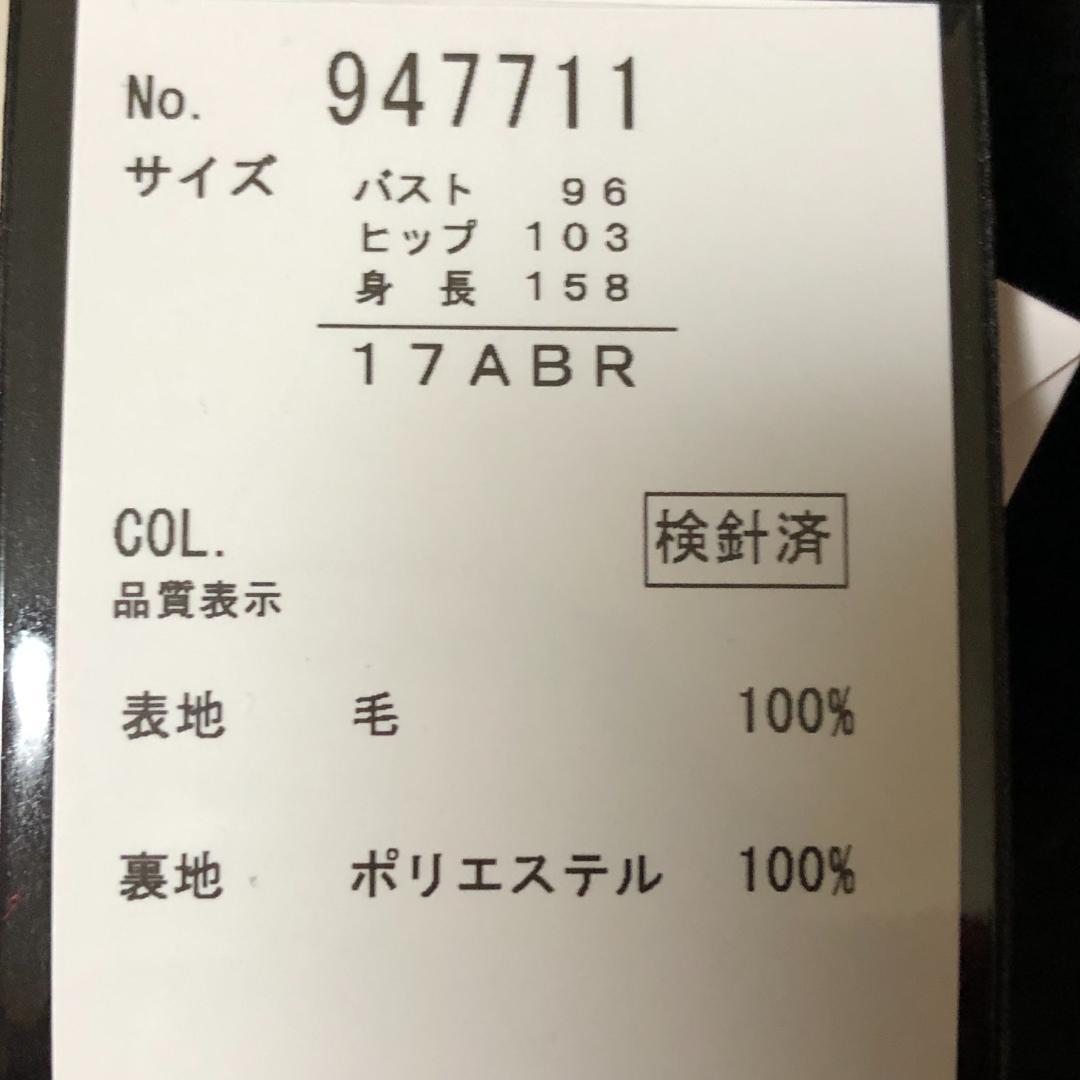 No. 947711
サイズ バスト 96
ヒップ 103
身長 158
17ABR
COL.
検針済
品質表示
表地 毛 100%
裏地 ポリエステル 100%